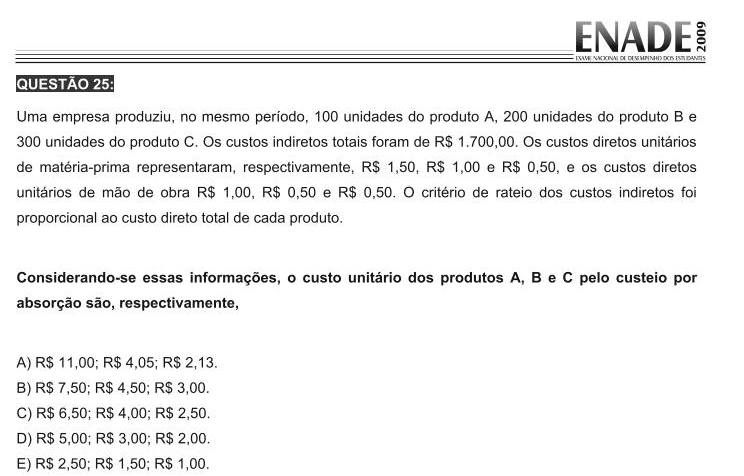 ENADE 2009
EXAME NACIONAL DE DESEMPENHO DOS ESTUDANTES
QUESTÃO 25:
Uma empresa produziu, no mesmo período, 100 unidades do produto A, 200 unidades do produto B e
300 unidades do produto C. Os custos indiretos totais foram de R$ 1.700,00. Os custos diretos unitários
de matéria-prima representaram, respectivamente, R$ 1,50, R$ 1,00 e R$ 0,50, e os custos diretos
unitários de mão de obra R$ 1,00, R$ 0,50 e R$ 0,50. O critério de rateio dos custos indiretos foi
proporcional ao custo direto total de cada produto.
Considerando-se essas informações, o custo unitário dos produtos A, B e C pelo custeio por
absorção são, respectivamente,
A) R$ 11,00; R$ 4,05; R$ 2,13.
B) R$ 7,50; R$ 4,50; R$ 3,00.
C) R$ 6,50; R$ 4,00; R$ 2,50.
D) R$ 5,00; R$ 3,00; R$ 2,00.
E) R$ 2,50; R$ 1,50; R$ 1,00.